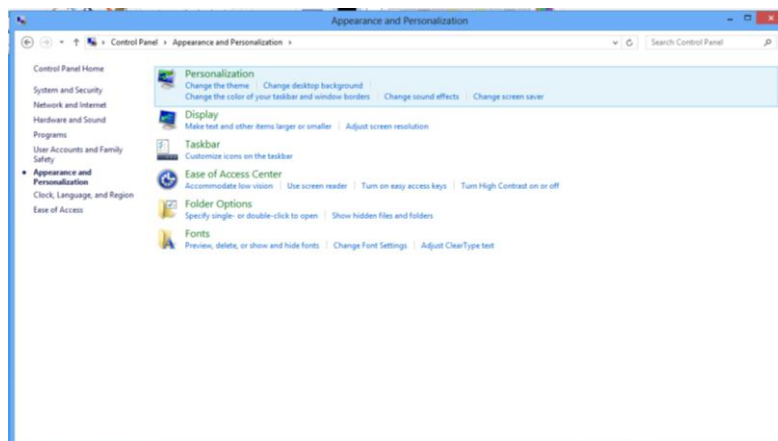 Appearance and Personalization
Control Panel Appearance and Personalization
Search Control Panel
Control Panel Home
System and Security
Network and Internet
Hardware and Sound
Programs
User Accounts and Family
Safety
Appearance and
Personalization
Clock, Language, and Region
Ease of Access
Personalization
Change the theme Change desktop background
Change the color of your taskbar and window borders Change sound effects Change screen saver
Display
Make text and other items larger or smaller Adjust screen resolution
Taskbar
Customize icons on the taskbar
Ease of Access Center
Accommodate low vision Use screen reader Turn on easy access keys Turn High Contrast on or off
Folder Options
Specify single- or double-click to open Show hidden files and folders
Fonts
Preview, delete, or show and hide fonts Change Font Settings Adjust ClearType text